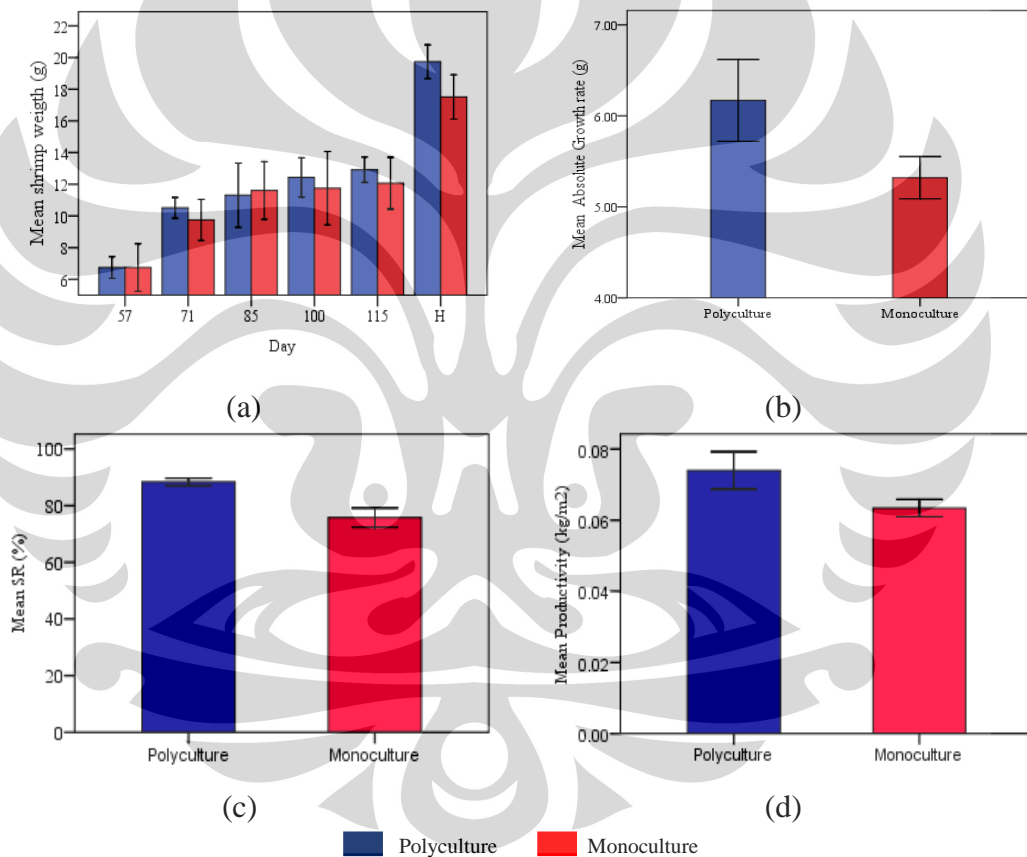 Mean shrimp weigth (g)
22
20
18
16
14
12
10
8
6
57 71 85 100 115 H
Day
(a)
Mean Absolute Growth rate (g)
7.00
6.00
5.00
4.00
Polyculture Monoculture
(b)
Mean SR (%)
100
80
60
40
20
0
Polyculture Monoculture
(c)
Mean Productivity (kg/m2)
0.08
0.06
0.04
0.02
0.00
Polyculture Monoculture
(d)
Polyculture Monoculture